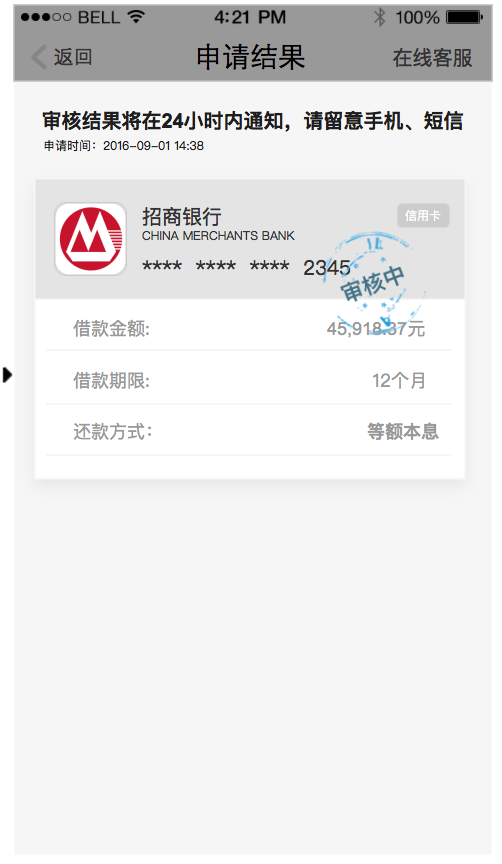 BELL 4:21 PM 100%
返回 申请结果 在线客服
审核结果将在24小时内通知，请留意手机、短信
申请时间：2016-09-01 14:38
招商银行 信用卡
CHINA MERCHANTS BANK
**** **** **** 2345
审核中
借款金额: 45,918.37元
借款期限: 12个月
还款方式： 等额本息